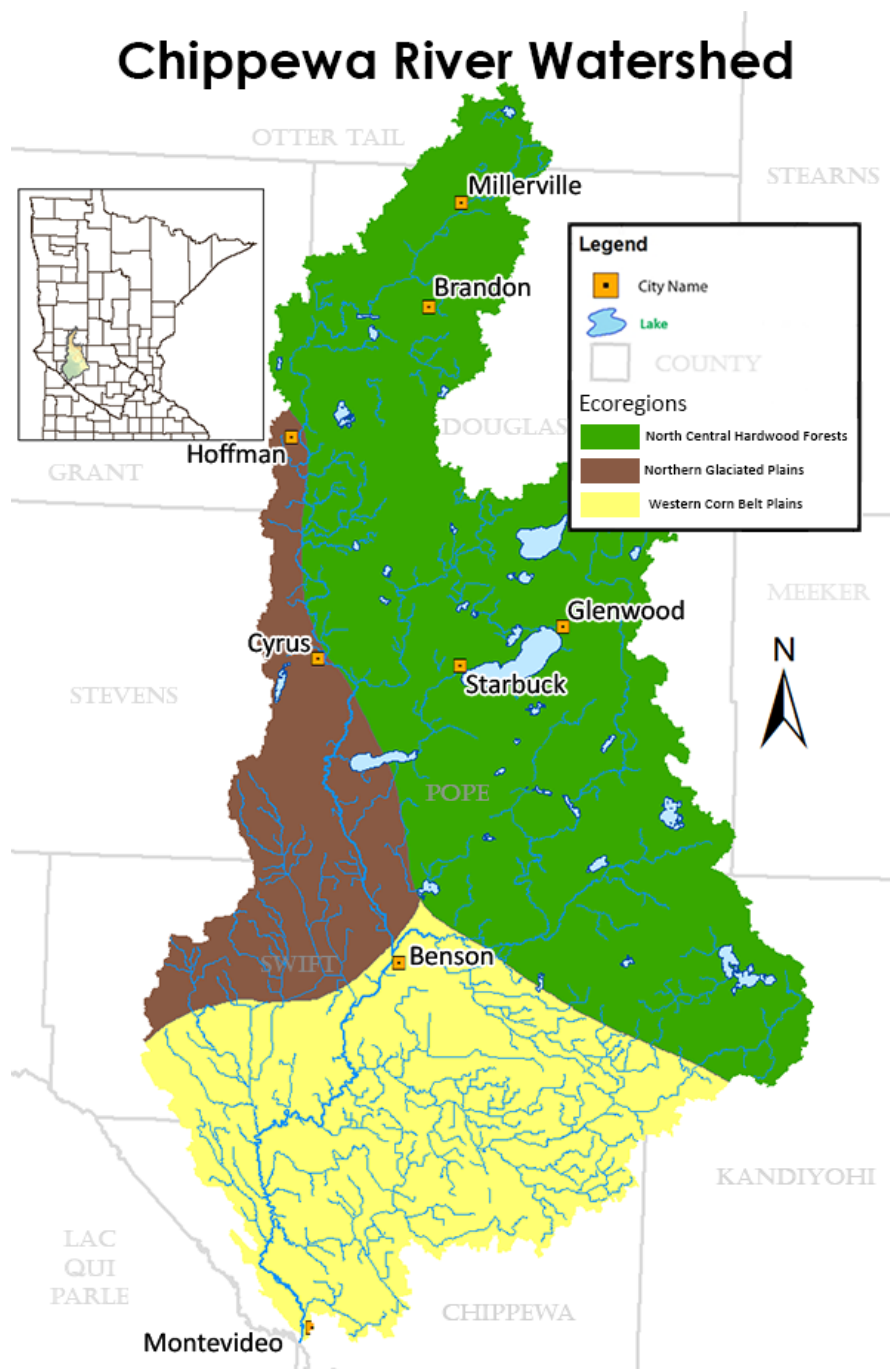 Chippewa River Watershed
OTTER TAIL
STEARNS
Millerville
Legend
City Name
Lake
COUNTY
Ecoregions
North Central Hardwood Forests
Northern Glaciated Plains
Western Corn Belt Plains
Brandon
DOUGLAS
Hoffman
GRANT
MEEKER
Glenwood
Cyrus
N
Starbuck
STEVENS
POPE
Benson
SWIFT
KANDIYOHI
LAC
QUI
PARLE
CHIPPEWA
Montevideo